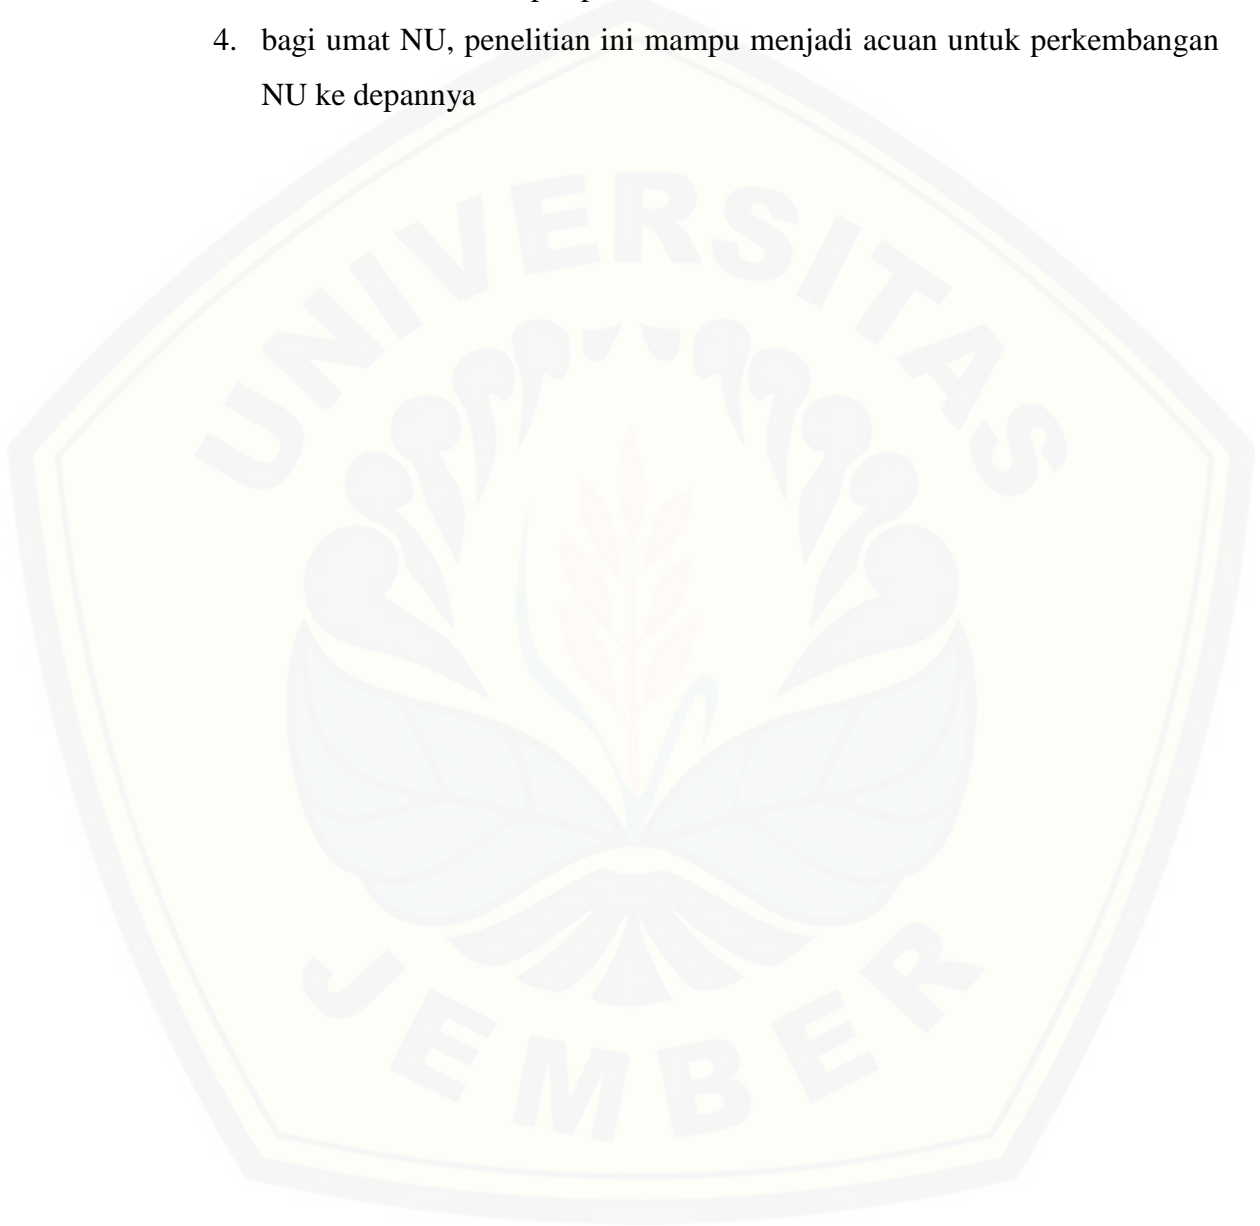 4. bagi umat NU, penelitian ini mampu menjadi acuan untuk perkembangan
NU ke depannya
UNIVERSITAS
JEMBER